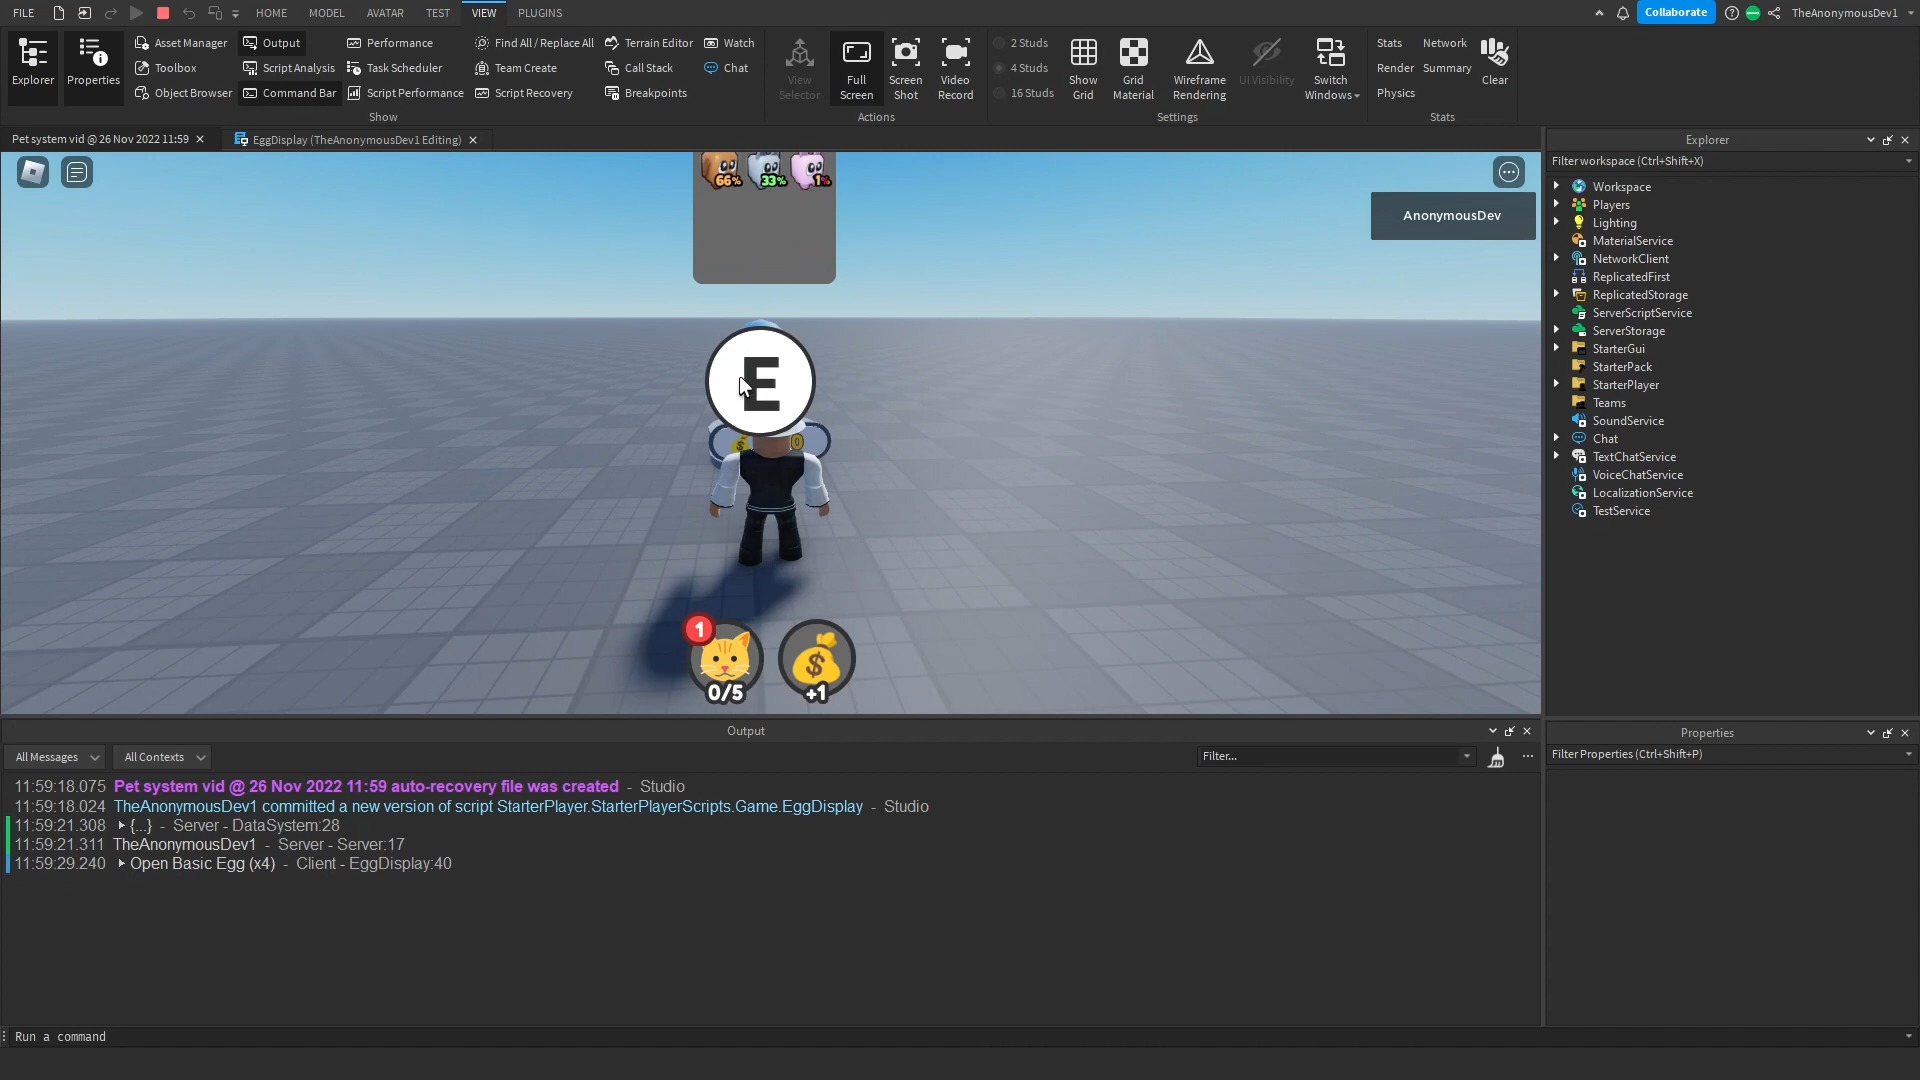 FILE HOME MODEL AVATAR TEST VIEW PLUGINS Collaborate TheAnonymousDev1
Explorer
Properties
Asset Manager
Toolbox
Object Browser
Output
Script Analysis
Command Bar
Performance
Task Scheduler
Script Performance
Find All / Replace All
Team Create
Script Recovery
Terrain Editor
Call Stack
Breakpoints
Watch
Chat
Show
View
Selector
Full
Screen
Screen
Shot
Video
Record
Actions
2 Studs
4 Studs
16 Studs
Show
Grid
Grid
Material
Wireframe
Rendering
UI Visibility
Switch
Windows
Settings
Stats
Render
Physics
Network
Summary
Clear
Stats
Pet system vid @ 26 Nov 2022 11:59
EggDisplay (TheAnonymousDev1 Editing)
66%
33%
1%
AnonymousDev
E
1
0/5
$
+1
Explorer
Filter workspace (Ctrl+Shift+X)
Workspace
Players
Lighting
MaterialService
NetworkClient
ReplicatedFirst
ReplicatedStorage
ServerScriptService
ServerStorage
StarterGui
StarterPack
StarterPlayer
Teams
SoundService
Chat
TextChatService
VoiceChatService
LocalizationService
TestService
Output
All Messages
All Contexts
Filter...
11:59:18.075 Pet system vid @ 26 Nov 2022 11:59 auto-recovery file was created - Studio
11:59:18.024 TheAnonymousDev1 committed a new version of script StarterPlayer.StarterPlayerScripts.Game.EggDisplay - Studio
11:59:21.308 {...} - Server - DataSystem:28
11:59:21.311 TheAnonymousDev1 - Server - Server:17
11:59:29.240 Open Basic Egg (x4) - Client - EggDisplay:40
Properties
Filter Properties (Ctrl+Shift+P)
Run a command